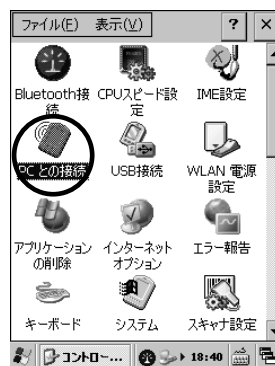 ファイル(F) 表示(V) ? ×
Bluetooth接 CPUスピード設 IME設定
続 定
PC との接続 USB接続 WLAN 電源
設定
アプリケーション インターネット エラー報告
の削除 オプション
キーボード システム スキャナ設定
コントロー... 18:40